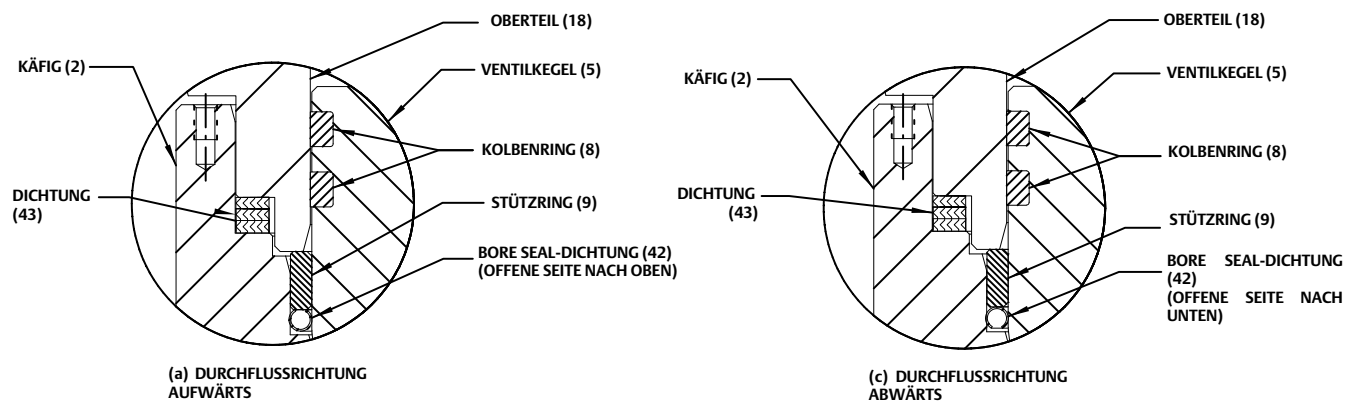 OBERTEIL (18)
KÄFIG (2)
VENTILKEGEL (5)
KOLBENRING (8)
DICHTUNG
(43)
STÜTZRING (9)
BORE SEAL-DICHTUNG (42)
(OFFENE SEITE NACH OBEN)
(a) DURCHFLUSSRICHTUNG
AUFWÄRTS
OBERTEIL (18)
KÄFIG (2)
VENTILKEGEL (5)
KOLBENRING (8)
DICHTUNG
(43)
STÜTZRING (9)
BORE SEAL-DICHTUNG
(42)
(OFFENE SEITE NACH
UNTEN)
(c) DURCHFLUSSRICHTUNG
ABWÄRTS